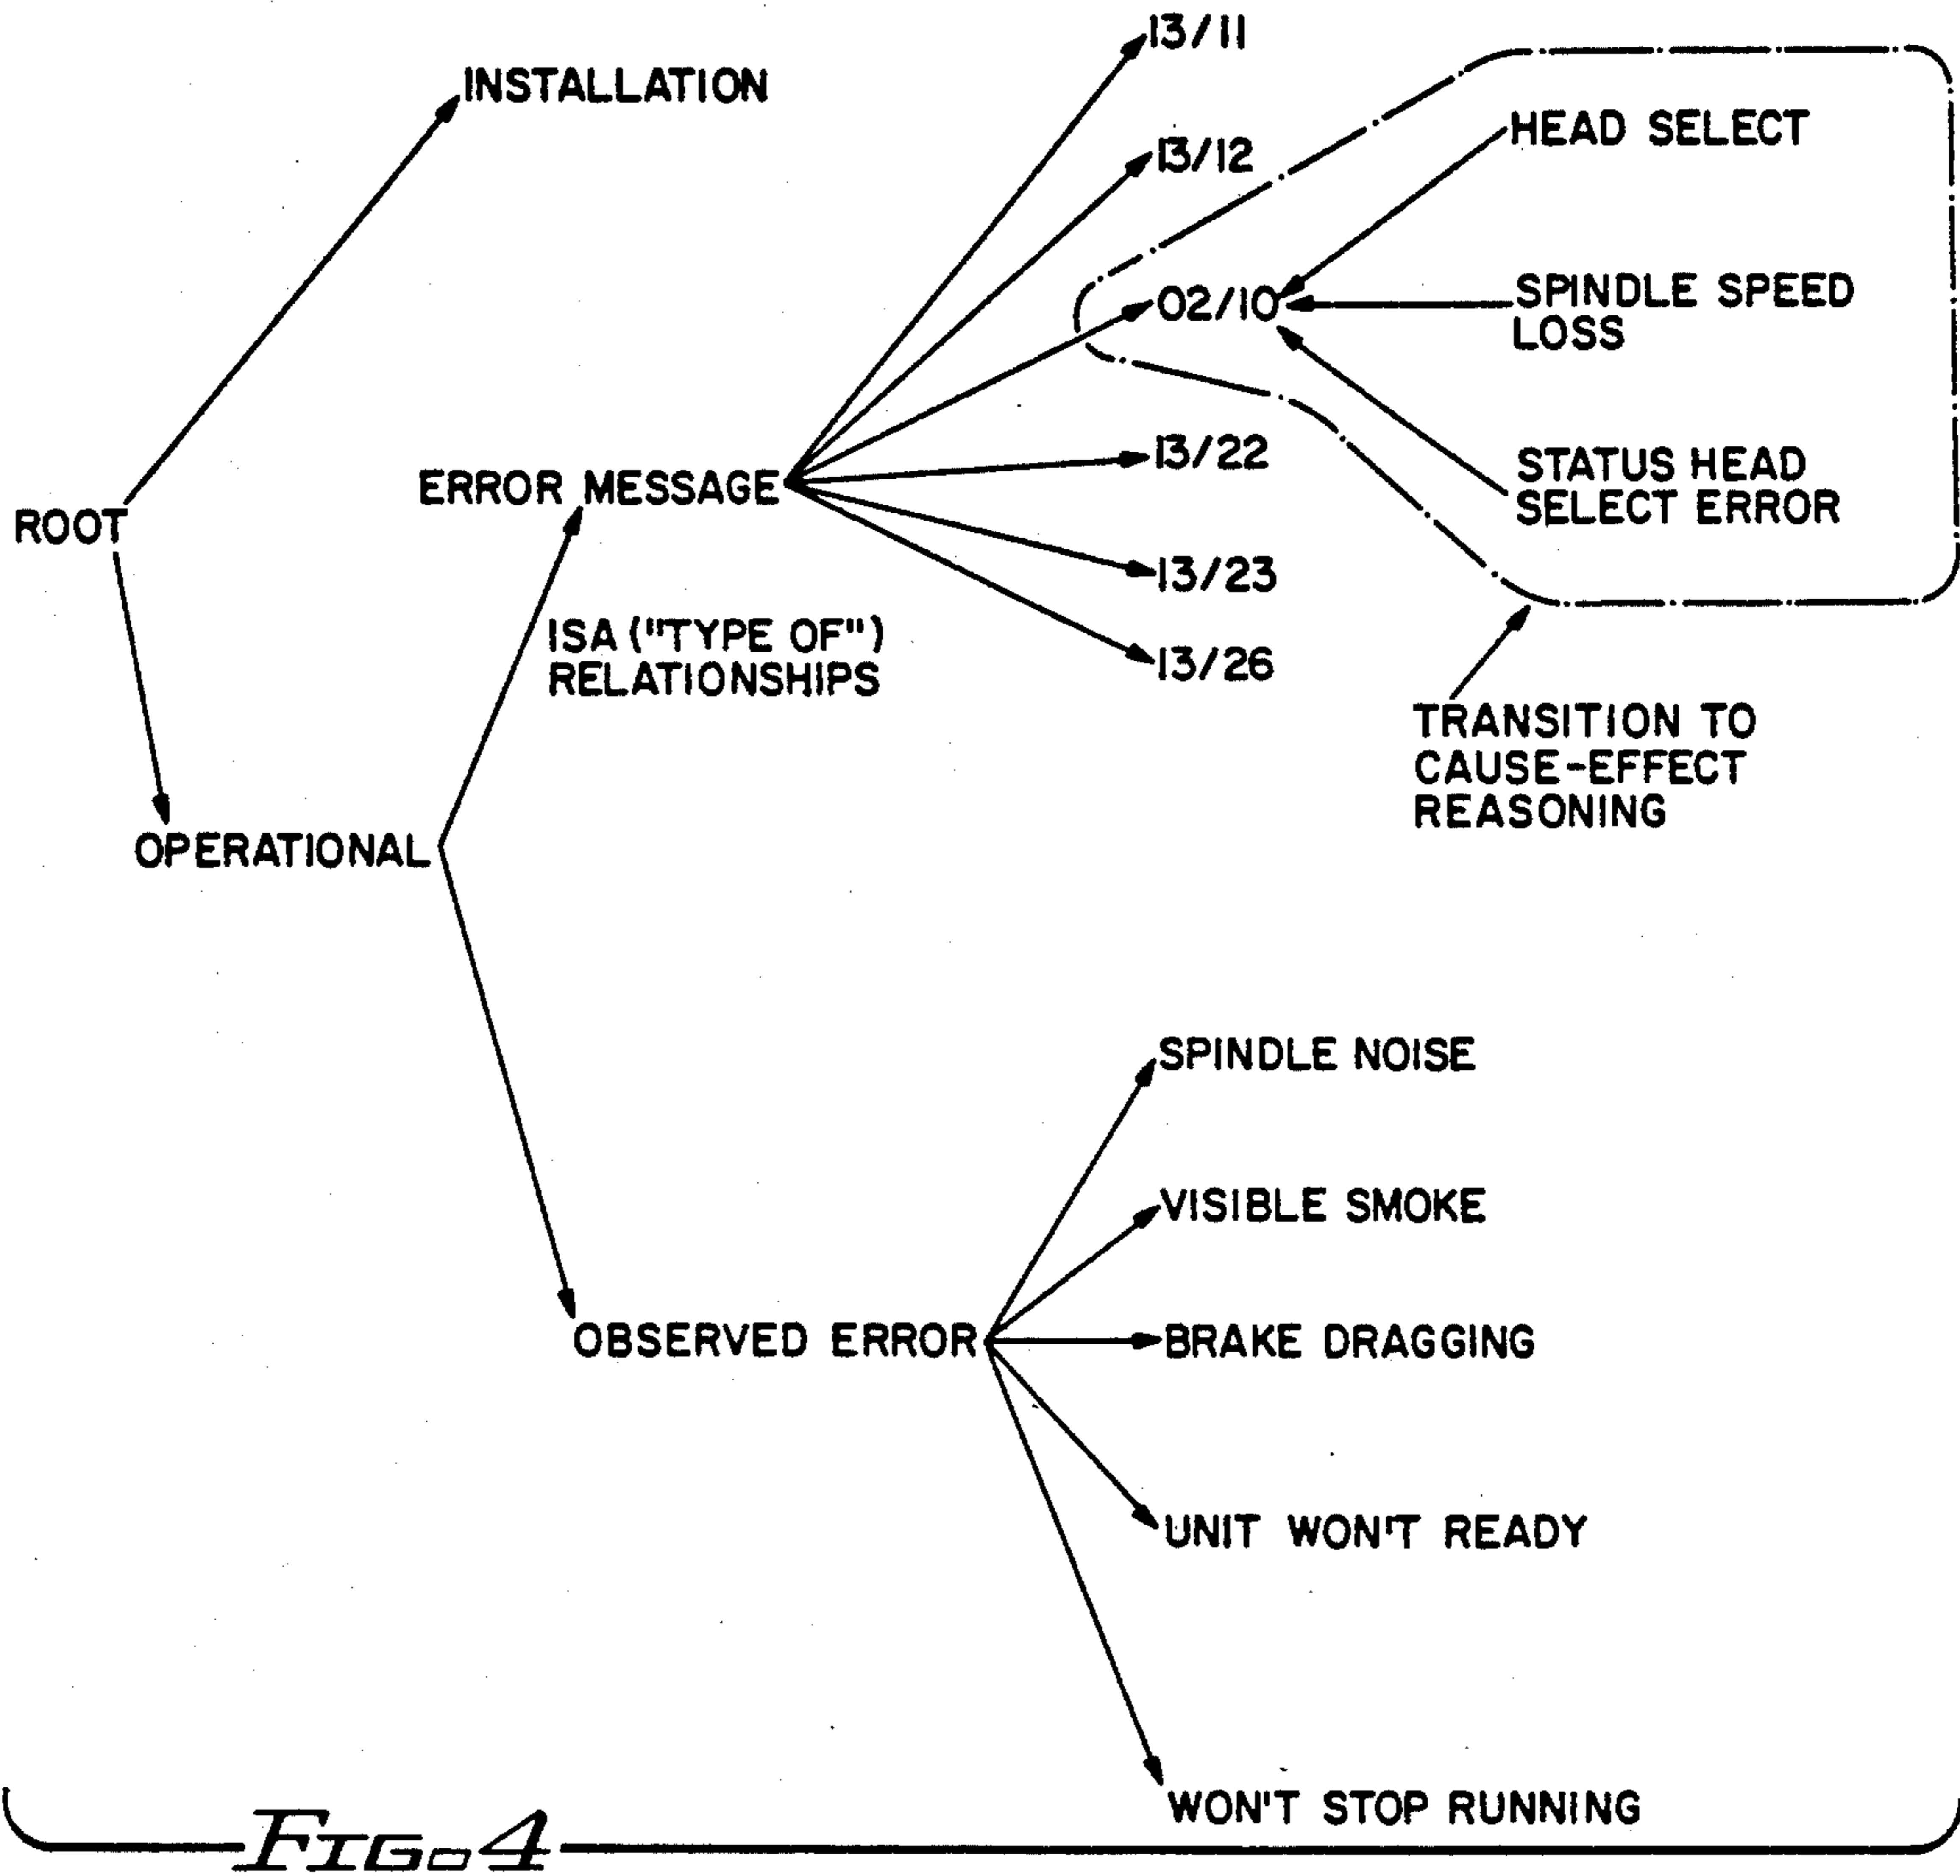 13/11
INSTALLATION
HEAD SELECT
13/12
02/10
SPINDLE SPEED
LOSS
13/22
ERROR MESSAGE
STATUS HEAD
SELECT ERROR
ROOT
13/23
ISA ("TYPE OF")
RELATIONSHIPS
13/26
TRANSITION TO
CAUSE-EFFECT
REASONING
OPERATIONAL
SPINDLE NOISE
VISIBLE SMOKE
OBSERVED ERROR
BRAKE DRAGGING
UNIT WON'T READY
WON'T STOP RUNNING
FIG. 4